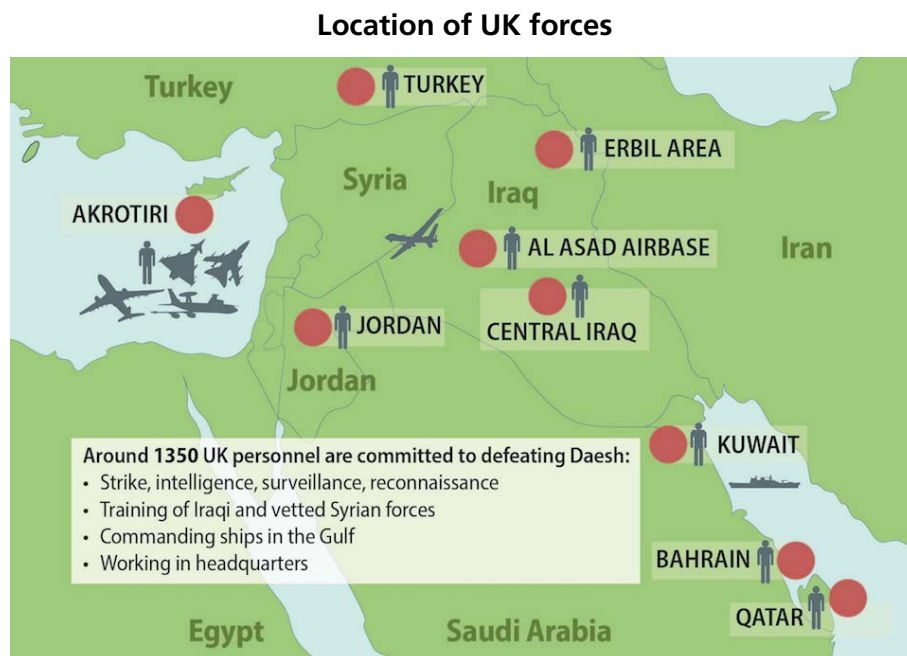 Location of UK forces
Turkey
TURKEY
ERBIL AREA
Syria
Iraq
AKROTIRI
AL ASAD AIRBASE
Iran
CENTRAL IRAQ
JORDAN
Jordan
KUWAIT
Around 1350 UK personnel are committed to defeating Daesh:
• Strike, intelligence, surveillance, reconnaissance
• Training of Iraqi and vetted Syrian forces
• Commanding ships in the Gulf
• Working in headquarters
BAHRAIN
QATAR
Egypt
Saudi Arabia